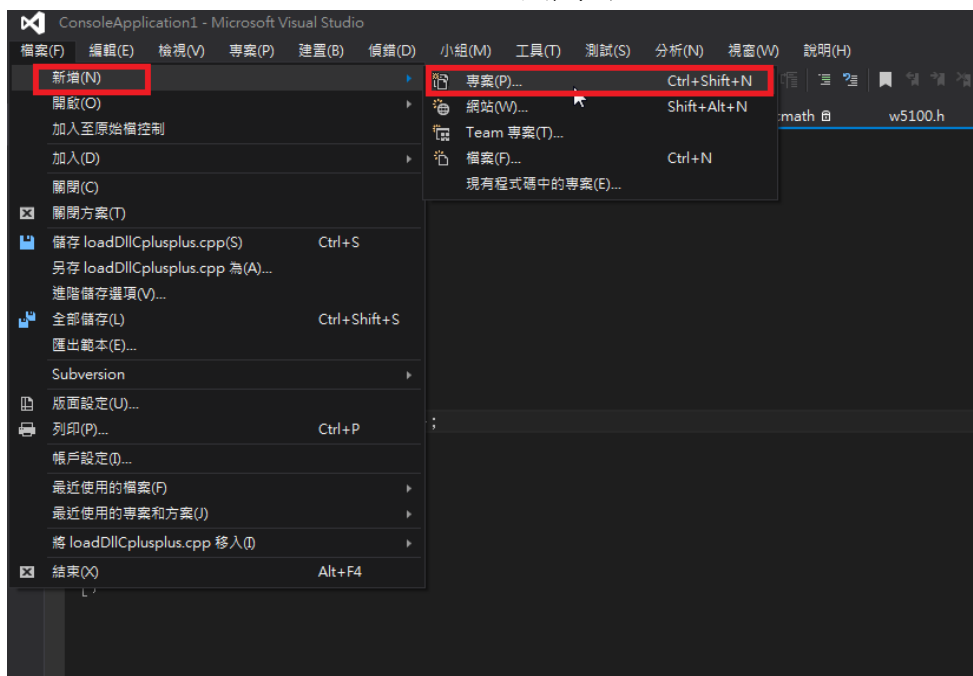 ConsoleApplication1 - Microsoft Visual Studio
檔案(F) 編輯(E) 檢視(V) 專案(P) 建置(B) 偵錯(D) 小組(M) 工具(T) 測試(S) 分析(N) 視窗(W) 說明(H)
新增(N)
專案(P)... Ctrl+Shift+N
開啟(O)
網站(W)... Shift+Alt+N
math
w5100.h
加入至原始檔控制
Team 專案(T)...
加入(D)
檔案(F)... Ctrl+N
關閉(C)
現有程式碼中的專案(E)...
關閉方案(T)
儲存 loadDllCplusplus.cpp(S) Ctrl+S
另存 loadDllCplusplus.cpp 為(A)...
進階儲存選項(V)...
全部儲存(L) Ctrl+Shift+S
匯出範本(E)...
Subversion
版面設定(U)...
列印(P)... Ctrl+P
;
帳戶設定(I)...
最近使用的檔案(F)
最近使用的專案和方案(J)
將 loadDllCplusplus.cpp 移入(I)
結束(X) Alt+F4